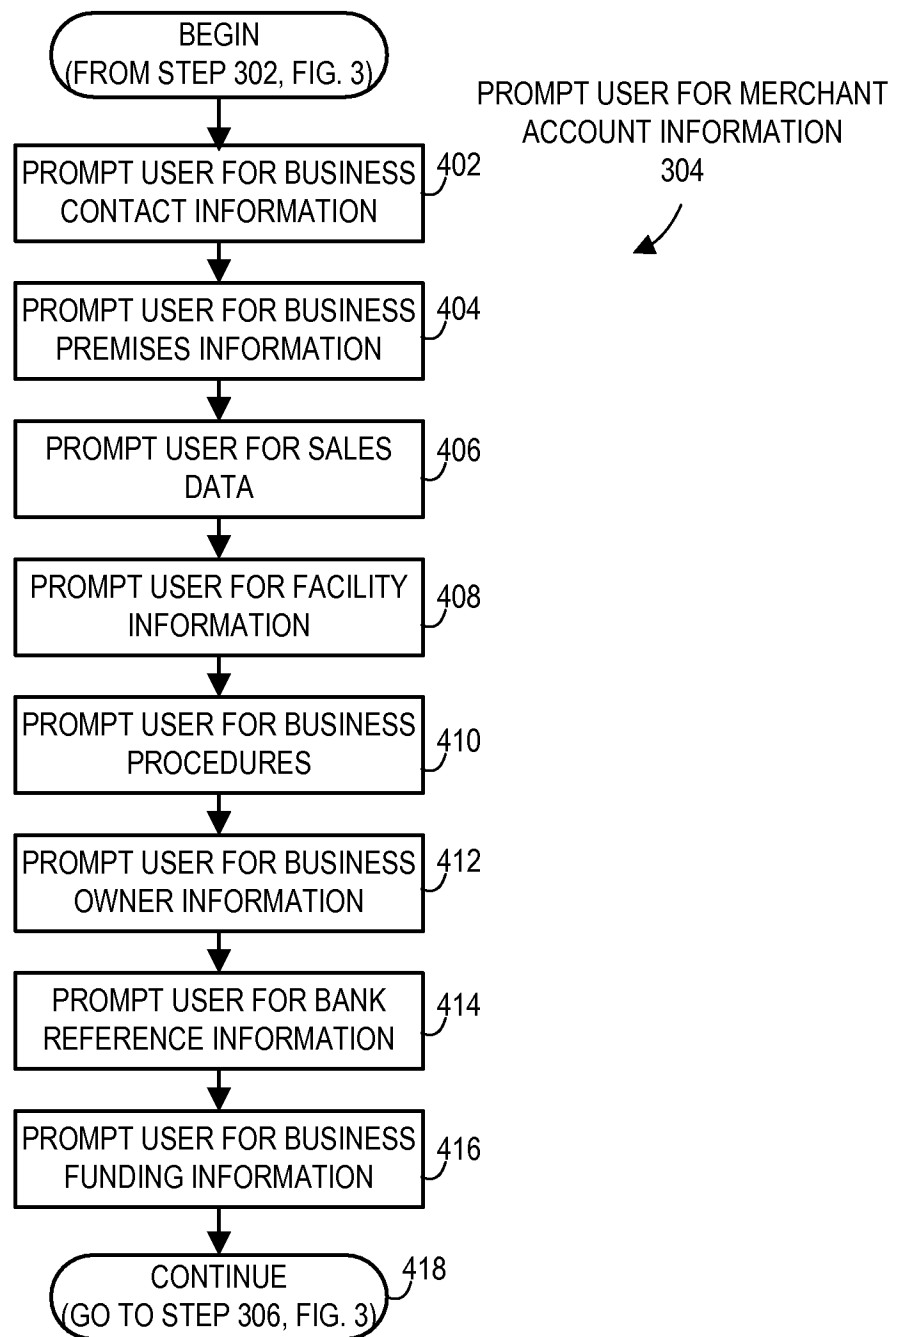 BEGIN
(FROM STEP 302, FIG. 3)
PROMPT USER FOR MERCHANT
ACCOUNT INFORMATION
304
PROMPT USER FOR BUSINESS
CONTACT INFORMATION
402
PROMPT USER FOR BUSINESS
PREMISES INFORMATION
404
PROMPT USER FOR SALES
DATA
406
PROMPT USER FOR FACILITY
INFORMATION
408
PROMPT USER FOR BUSINESS
PROCEDURES
410
PROMPT USER FOR BUSINESS
OWNER INFORMATION
412
PROMPT USER FOR BANK
REFERENCE INFORMATION
414
PROMPT USER FOR BUSINESS
FUNDING INFORMATION
416
CONTINUE
(GO TO STEP 306, FIG. 3)
418